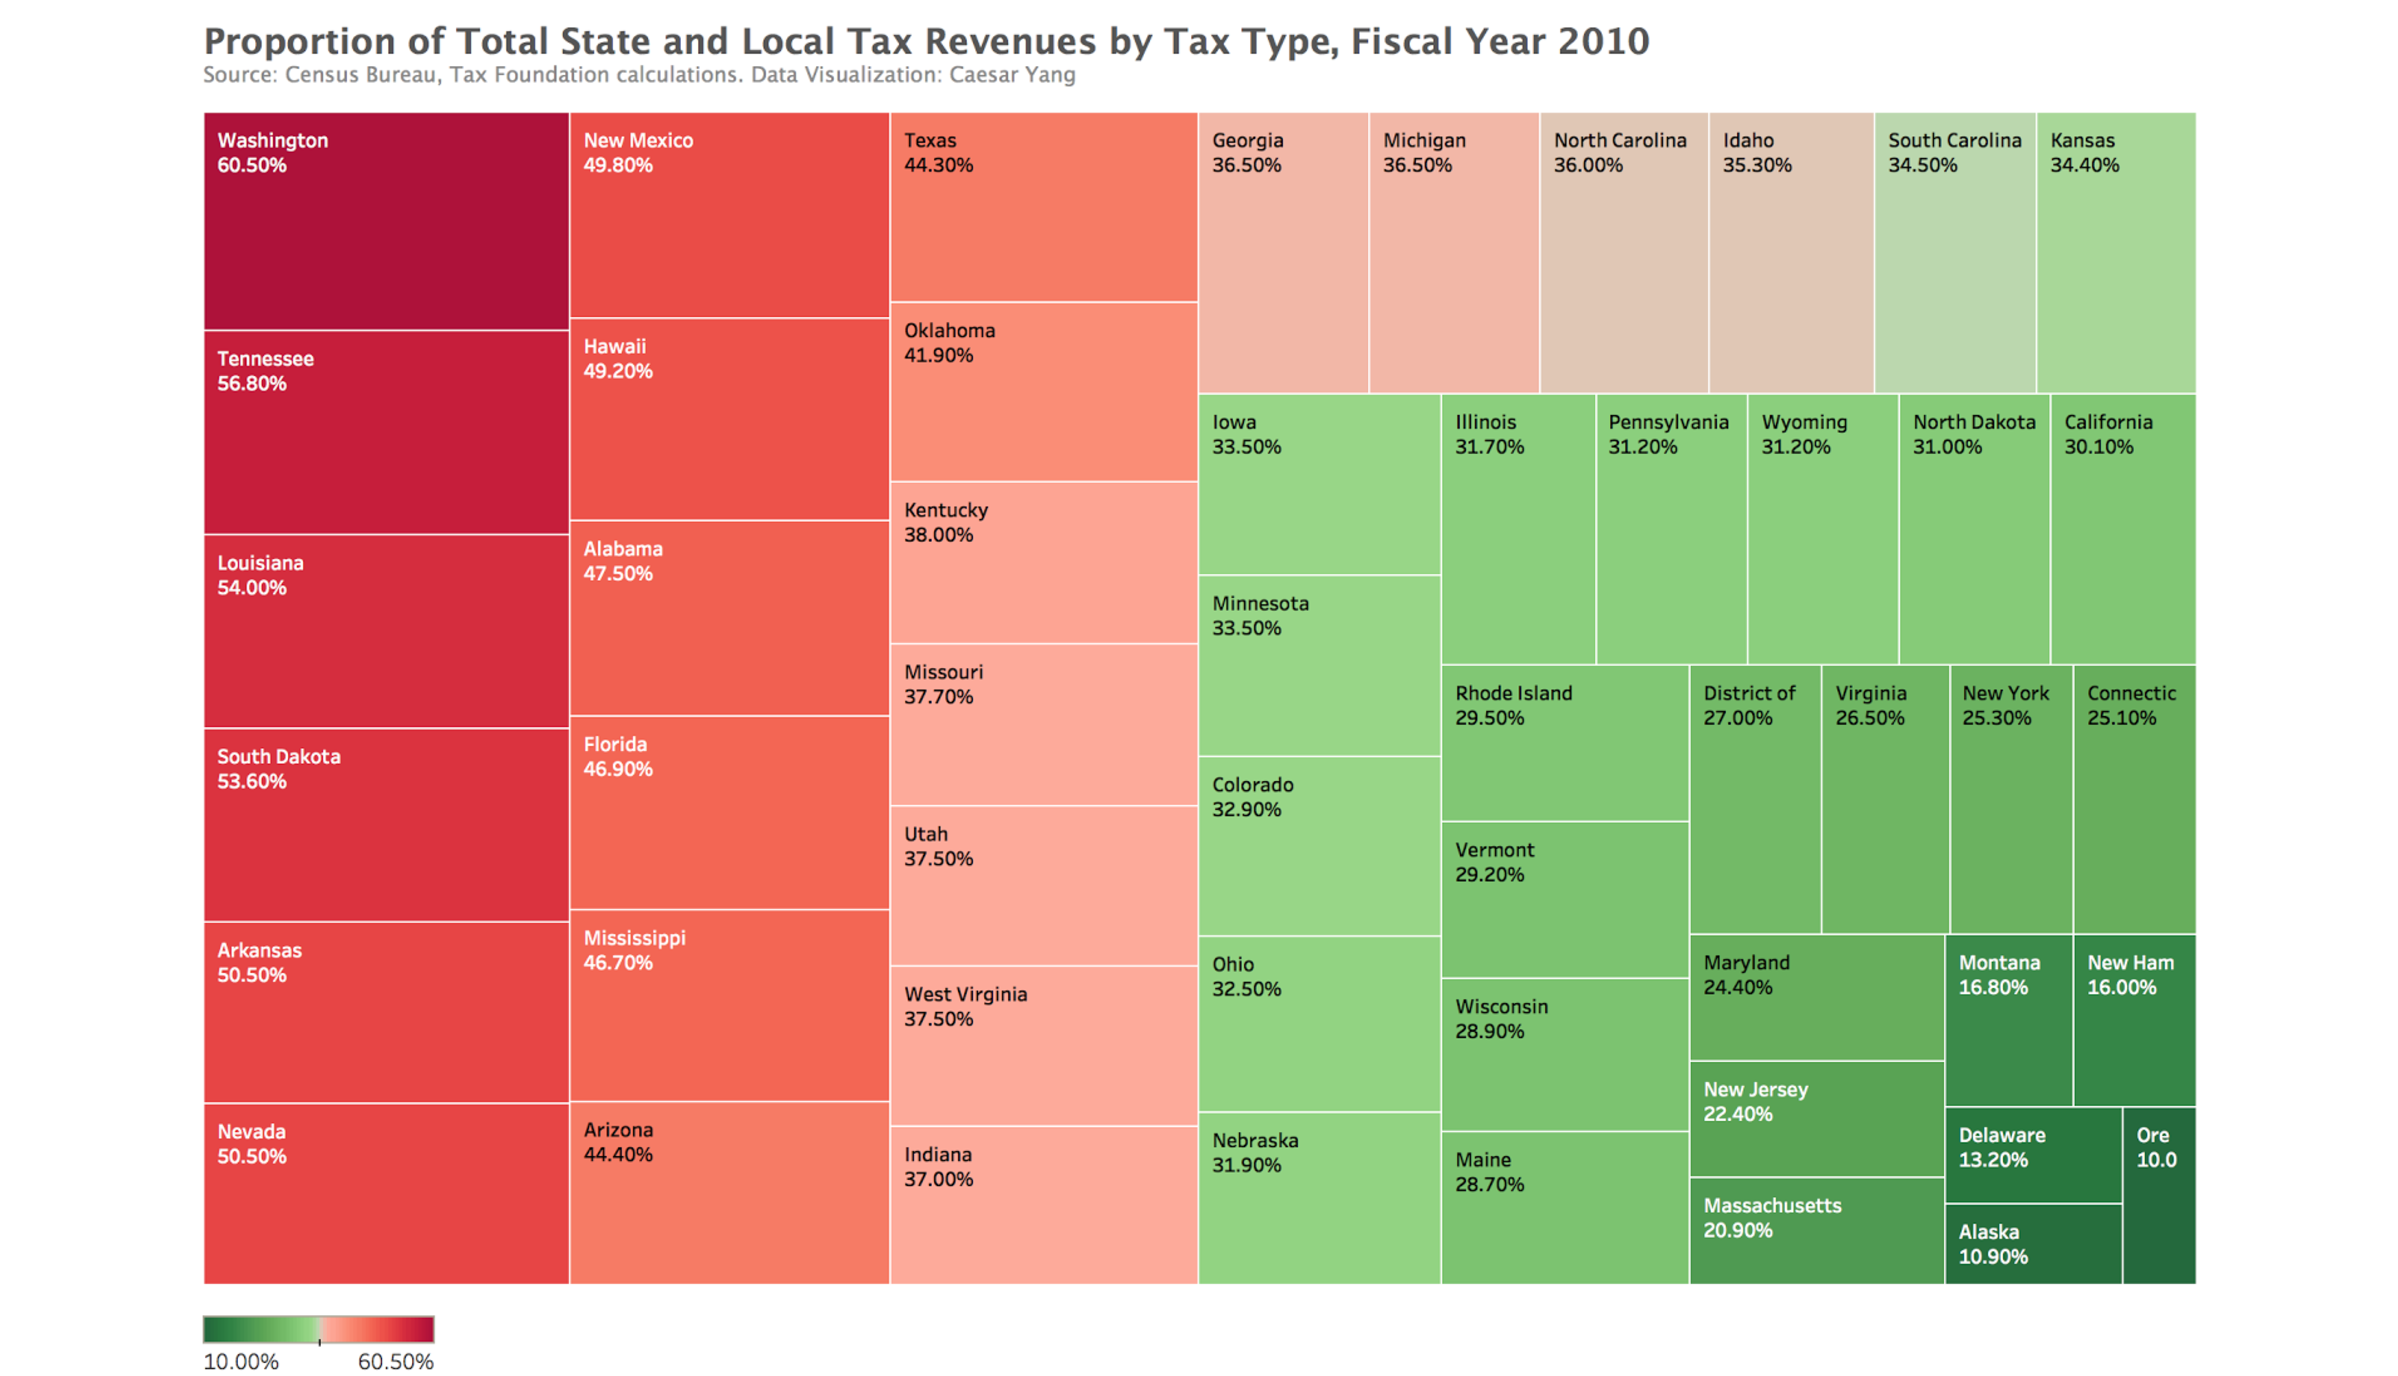 Proportion of Total State and Local Tax Revenues by Tax Type, Fiscal Year 2010
Source: Census Bureau, Tax Foundation calculations. Data Visualization: Caesar Yang
Washington
60.50%
Tennessee
56.80%
Louisiana
54.00%
South Dakota
53.60%
Arkansas
50.50%
Nevada
50.50%
New Mexico
49.80%
Hawaii
49.20%
Alabama
47.50%
Florida
46.90%
Mississippi
46.70%
Arizona
44.40%
Texas
44.30%
Oklahoma
41.90%
Kentucky
38.00%
Missouri
37.70%
Utah
37.50%
West Virginia
37.50%
Indiana
37.00%
Georgia
36.50%
Michigan
36.50%
North Carolina
36.00%
Idaho
35.30%
South Carolina
34.50%
Kansas
34.40%
Iowa
33.50%
Minnesota
33.50%
Colorado
32.90%
Ohio
32.50%
Nebraska
31.90%
Illinois
31.70%
Pennsylvania
31.20%
Wyoming
31.20%
North Dakota
31.00%
California
30.10%
Rhode Island
29.50%
Vermont
29.20%
Wisconsin
28.90%
Maine
28.70%
District of
27.00%
Virginia
26.50%
New York
25.30%
Connectic
25.10%
Maryland
24.40%
New Jersey
22.40%
Massachusetts
20.90%
Montana
16.80%
New Ham
16.00%
Delaware
13.20%
Alaska
10.90%
Ore
10.0
10.00%
60.50%